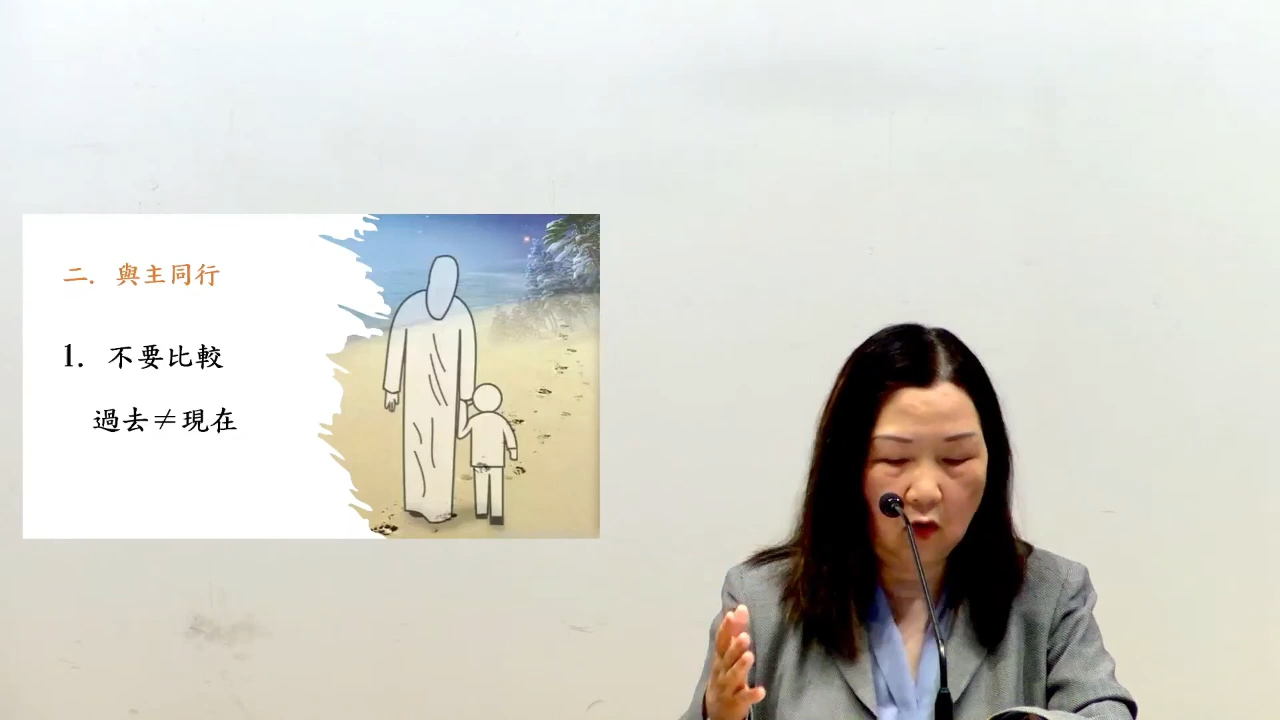 二. 與主同行
1. 不要比較
過去≠現在